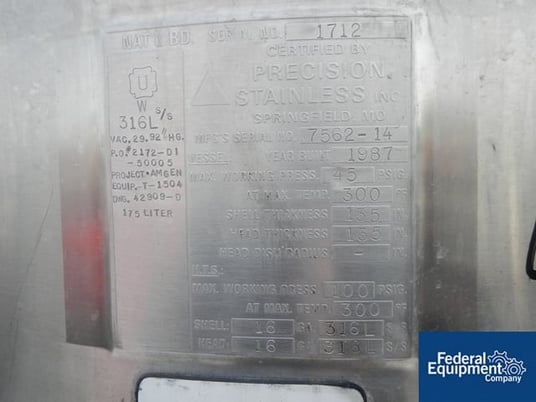 NAT'L BD. SER'L NO. 1712
U
W
S/S
316L
VAC. 29.92" HG.
P.O.# 2172-01
-50005
PROJECT-AMGEN
EQUIP.-T-1504
DWG. 42909-D
175 LITER
CERTIFIED BY
PRECISION
STAINLESS INC
SPRINGFIELD, MO
MFG'S SERIAL NO. 7562-14
VESSEL YEAR BUILT 1987
MAX. WORKING PRESS. 45 PSIG.
AT MAX. TEMP. 300 °F
SHELL THICKNESS .165 IN.
HEAD THICKNESS .165 IN.
HEAD DISH RADIUS - IN.
H.T.S.:
MAX. WORKING PRESS 100 PSIG.
AT MAX. TEMP. 300 °F
SHELL: 16 GA 316L S/S
HEAD: 16 GA 316L S/S
Federal
Equipment
Company